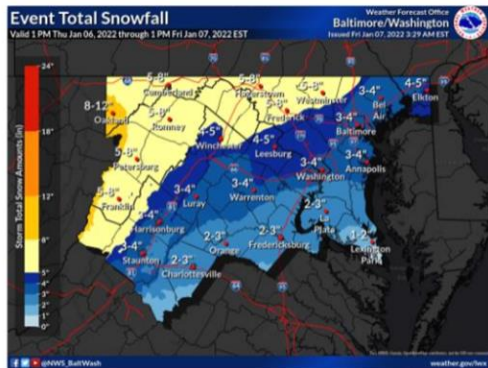 Event Total Snowfall
Valid 1 PM Thu Jan 06, 2022 through 1 PM Fri Jan 07, 2022 EST
Weather Forecast Office
Baltimore/Washington
Issued Fri Jan 07, 2022 3:29 AM EST
Storm Total Snow Amounts (in)
24"
18"
12"
8"
5"
4"
3"
2"
1"
0"
5-8"
Cumberland
5-8"
Hagerstown
5-8"
Westminster
3-4"
Bel
Air
4-5"
Elkton
8-12"
Oakland
5-8"
Romney
5-8"
Frederick
3-4"
Baltimore
4-5"
Winchester
4-5"
Leesburg
5-8"
Petersburg
3-4"
Washington
3-4"
Annapolis
5-8"
Franklin
3-4"
Luray
3-4"
Warrenton
3-4"
Harrisonburg
2-3"
La
Plate
3-4"
Staunton
2-3"
Charlottesville
2-3"
Orange
2-3"
Fredericksburg
1-2"
Lexington
Park
@NWS_BaltWash
weather.gov/lwx